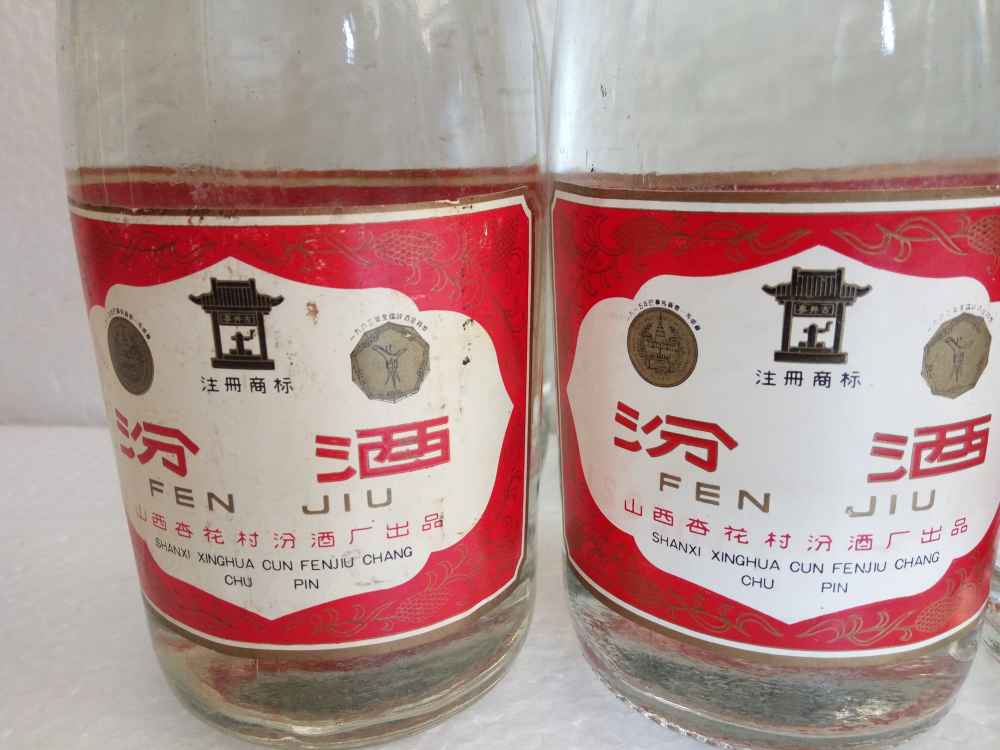 注册商标
汾 酒
FEN JIU
山西杏花村汾酒厂出品
SHANXI XINGHUA CUN FENJIU CHANG
CHU PIN
注册商标
汾 酒
FEN JIU
山西杏花村汾酒厂出品
SHANXI XINGHUA CUN FENJIU CHANG
CHU PIN